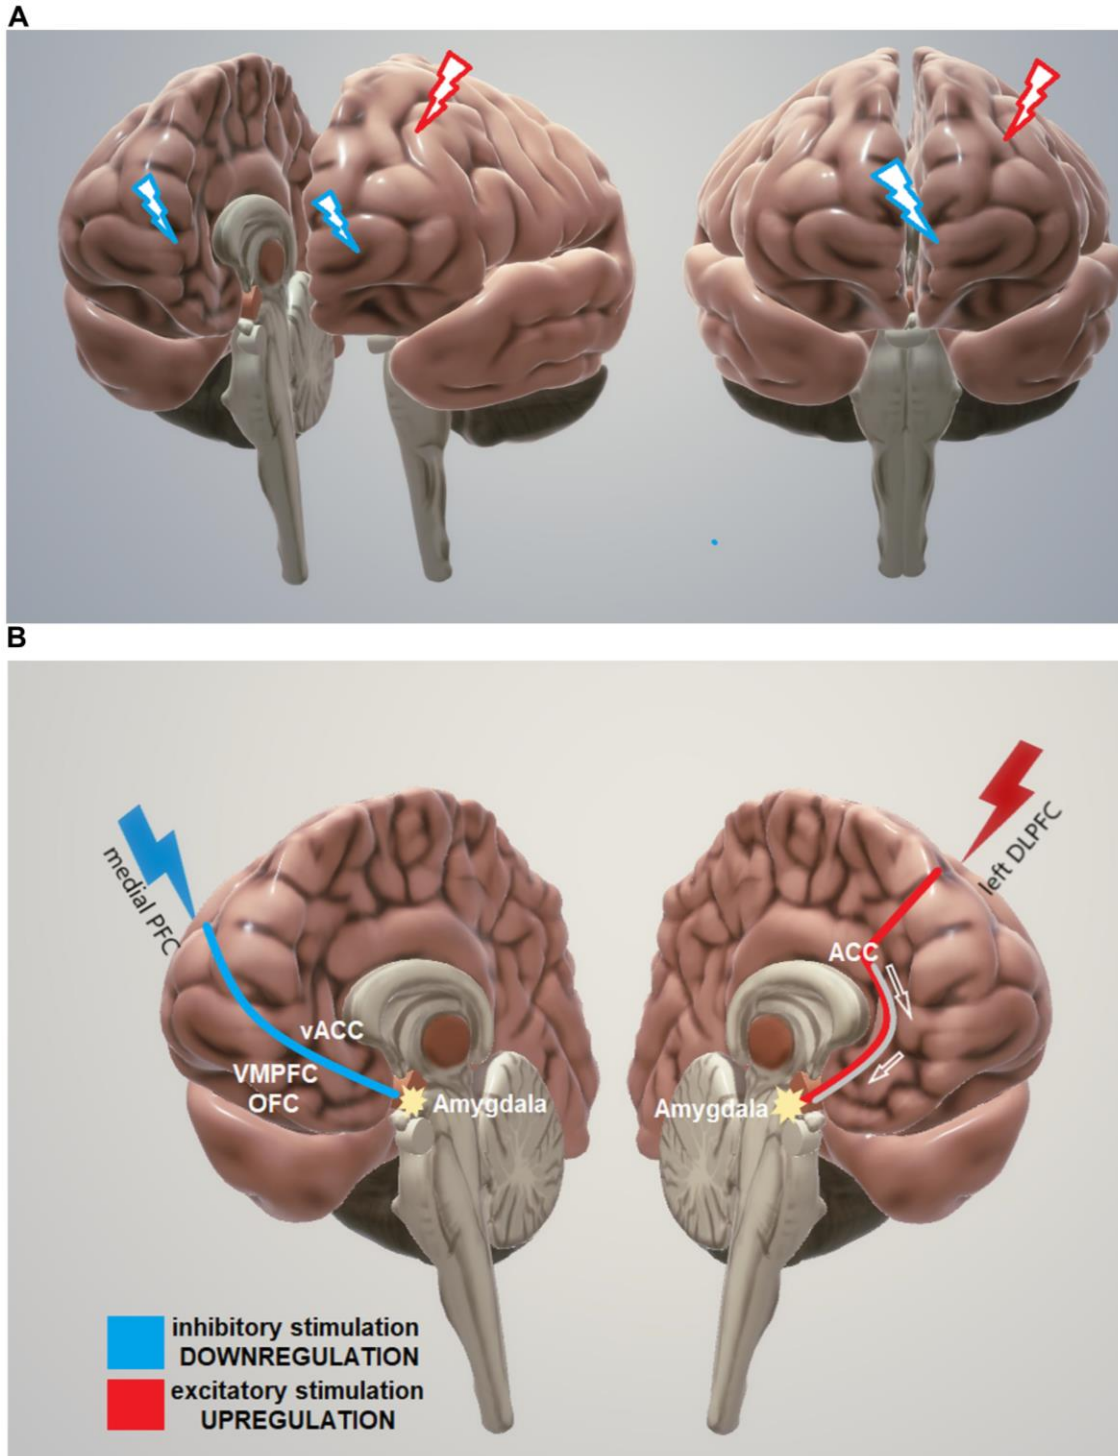 A
B
medial PFC
left DLPFC
ACC
vACC
VMPFC
OFC
Amygdala
Amygdala
inhibitory stimulation
DOWNREGULATION
excitatory stimulation
UPREGULATION